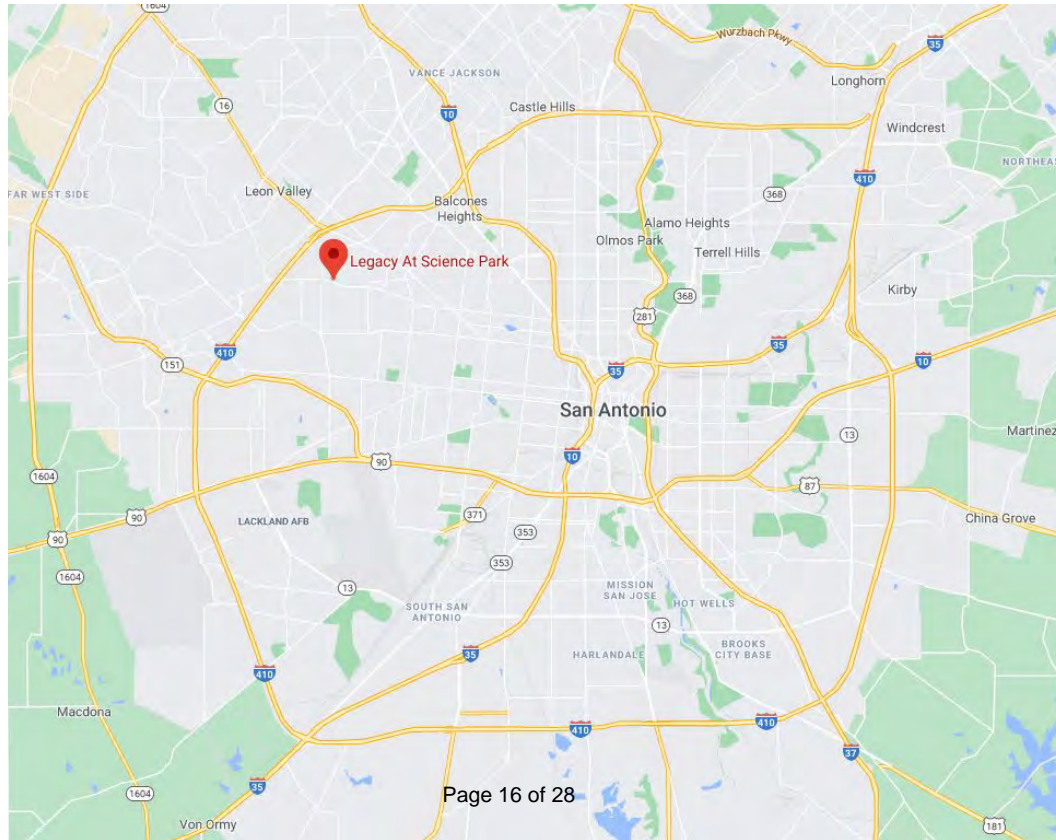 1604
Wurzbach Pkwy
35
Longhorn
VANCE JACKSON
16
Castle Hills
10
Windcrest
NORTHEAS
410
368
FAR WEST SIDE
Leon Valley
Balcones
Heights
Alamo Heights
Olmos Park
Terrell Hills
Legacy At Science Park
Kirby
368
281
410
35
10
151
35
San Antonio
13
Martinez
10
90
1604
87
371
90
LACKLAND AFB
China Grove
353
90
353
1604
13
MISSION
SAN JOSE
HOT WELLS
SOUTH SAN
ANTONIO
13
BROOKS
CITY BASE
35
HARLANDALE
410
Macdona
410
410
37
35
1604
Page 16 of 28
Von Ormy
181